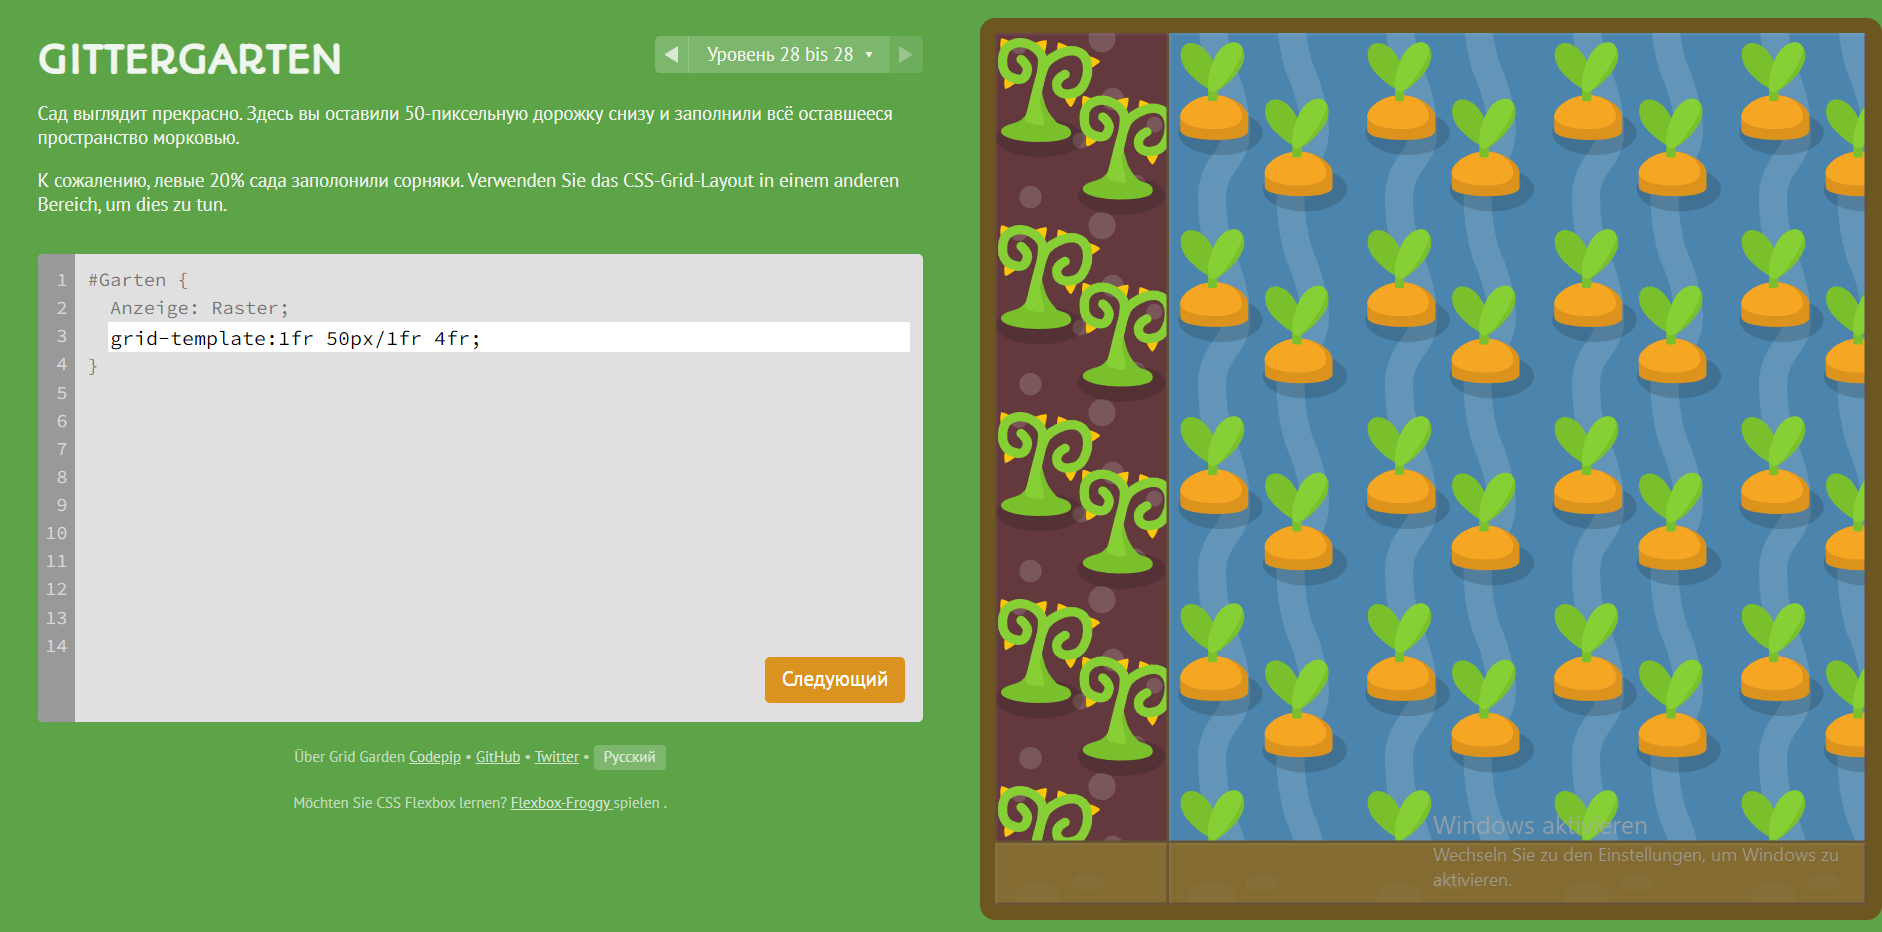 GITTERGARTEN
◀ Уровень 28 bis 28 ▾ ▶
Сад выглядит прекрасно. Здесь вы оставили 50-пиксельную дорожку снизу и заполнили всё оставшееся
пространство морковью.
К сожалению, левые 20% сада заполонили сорняки. Verwenden Sie das CSS-Grid-Layout in einem anderen
Bereich, um dies zu tun.
1 #Garten {
2 Anzeige: Raster;
3 grid-template:1fr 50px/1fr 4fr;
4 }
5
6
7
8
9
10
11
12
13
14
Следующий
Über Grid Garden Codepip • GitHub • Twitter • Русский
Möchten Sie CSS Flexbox lernen? Flexbox-Froggy spielen .
Windows aktivieren
Wechseln Sie zu den Einstellungen, um Windows zu
aktivieren.